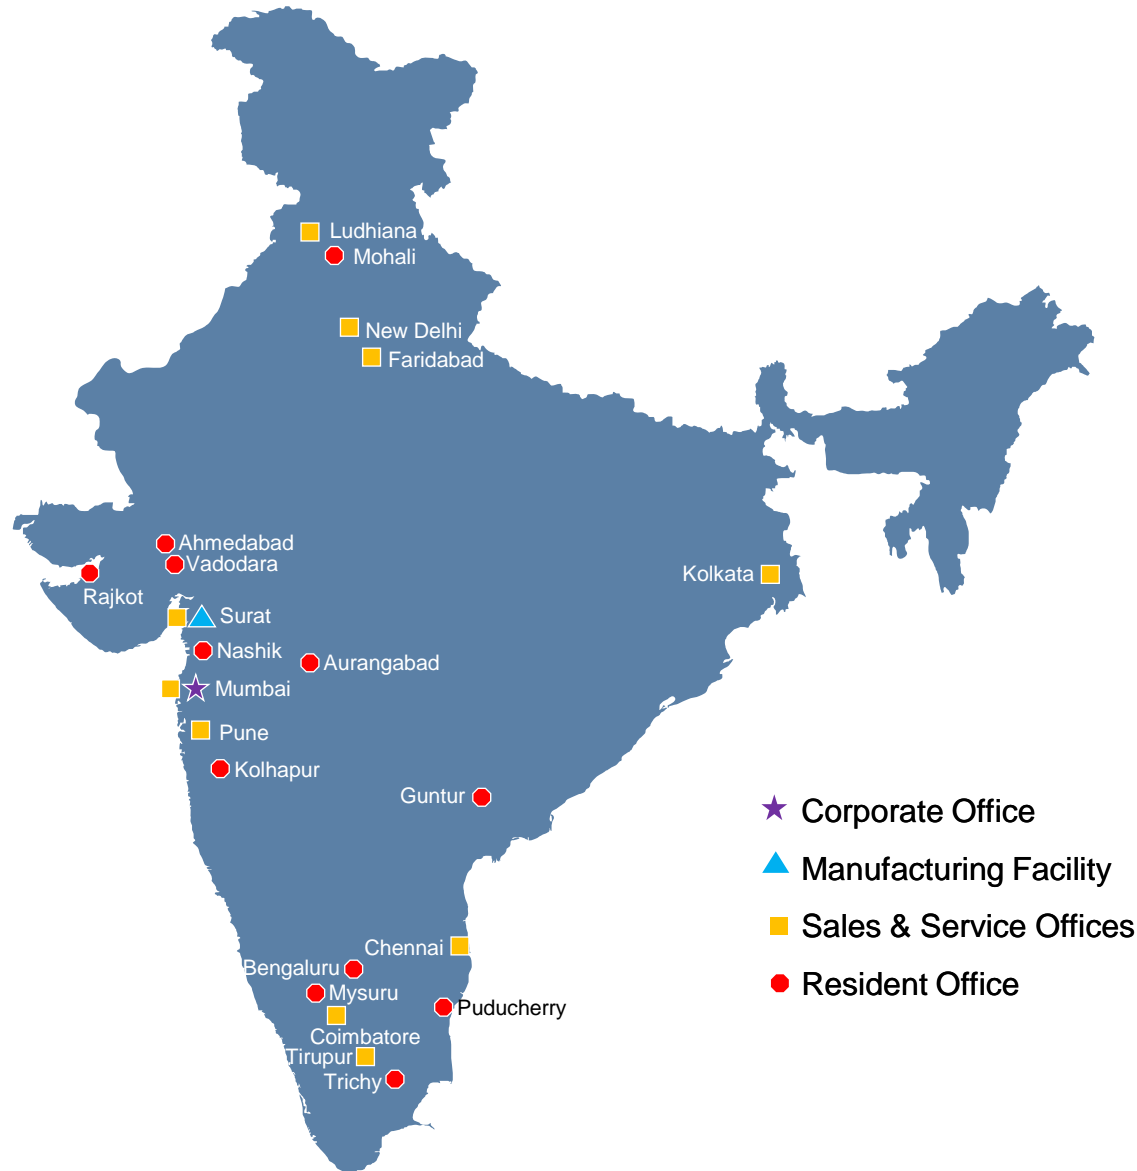 Ludhiana
Mohali
New Delhi
Faridabad
Ahmedabad
Vadodara
Rajkot
Kolkata
Surat
Nashik
Aurangabad
Mumbai
Pune
Kolhapur
Guntur
Corporate Office
Manufacturing Facility
Sales & Service Offices
Resident Office
Chennai
Bengaluru
Mysuru
Puducherry
Coimbatore
Tirupur
Trichy